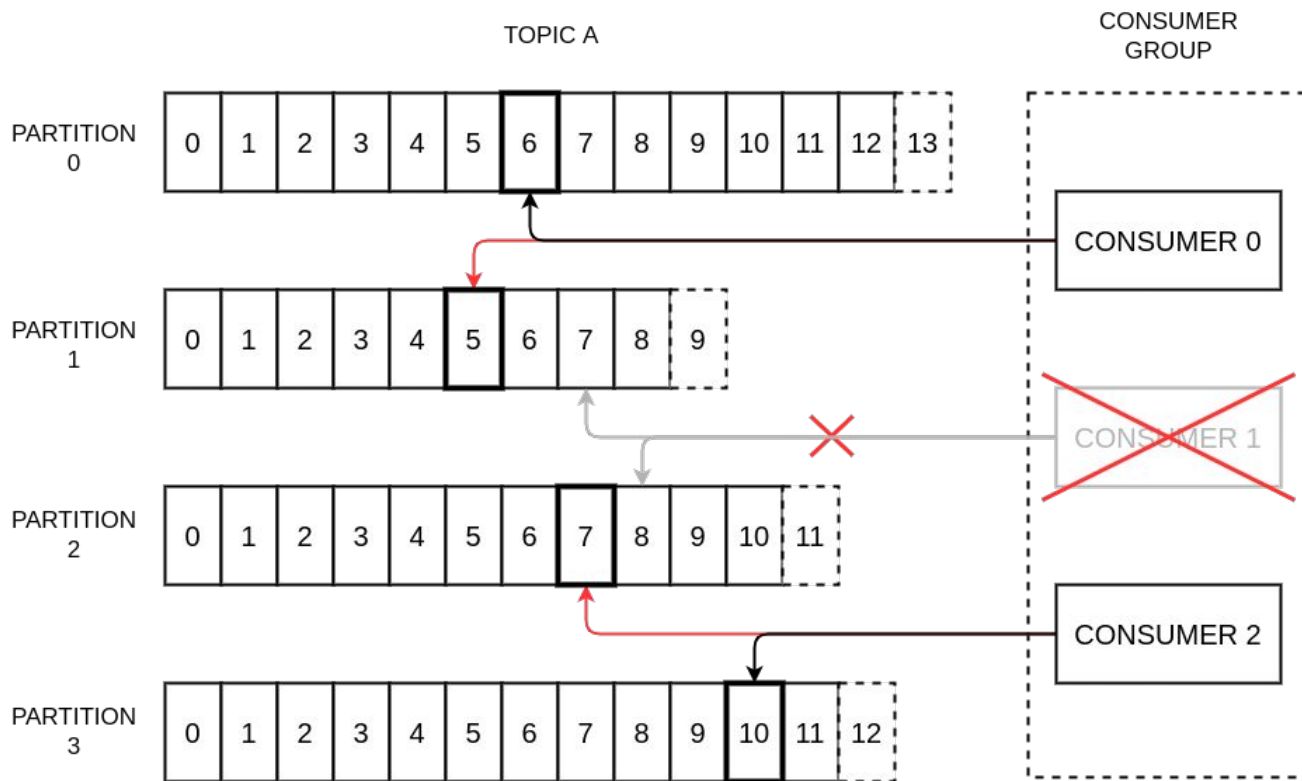 TOPIC A
CONSUMER
GROUP
PARTITION
0
0 1 2 3 4 5 6 7 8 9 10 11 12 13
CONSUMER 0
PARTITION
1
0 1 2 3 4 5 6 7 8 9
CONSUMER 1
PARTITION
2
0 1 2 3 4 5 6 7 8 9 10 11
CONSUMER 2
PARTITION
3
0 1 2 3 4 5 6 7 8 9 10 11 12